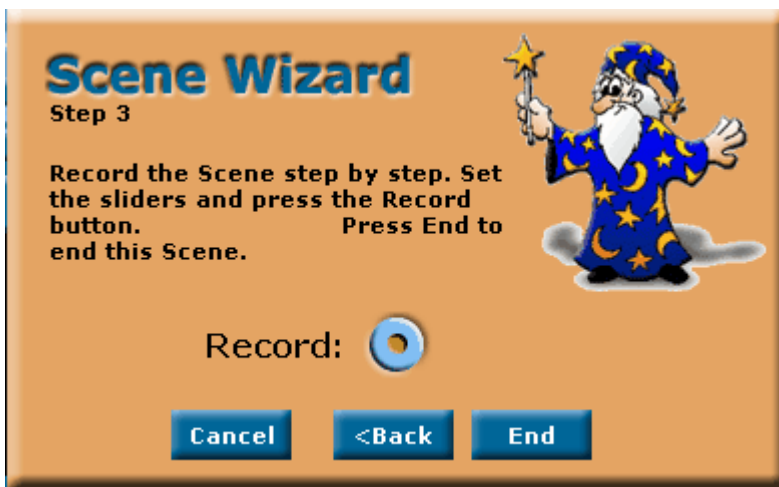 Scene Wizard
Step 3
Record the Scene step by step. Set
the sliders and press the Record
button. Press End to
end this Scene.
Record:
Cancel <Back End